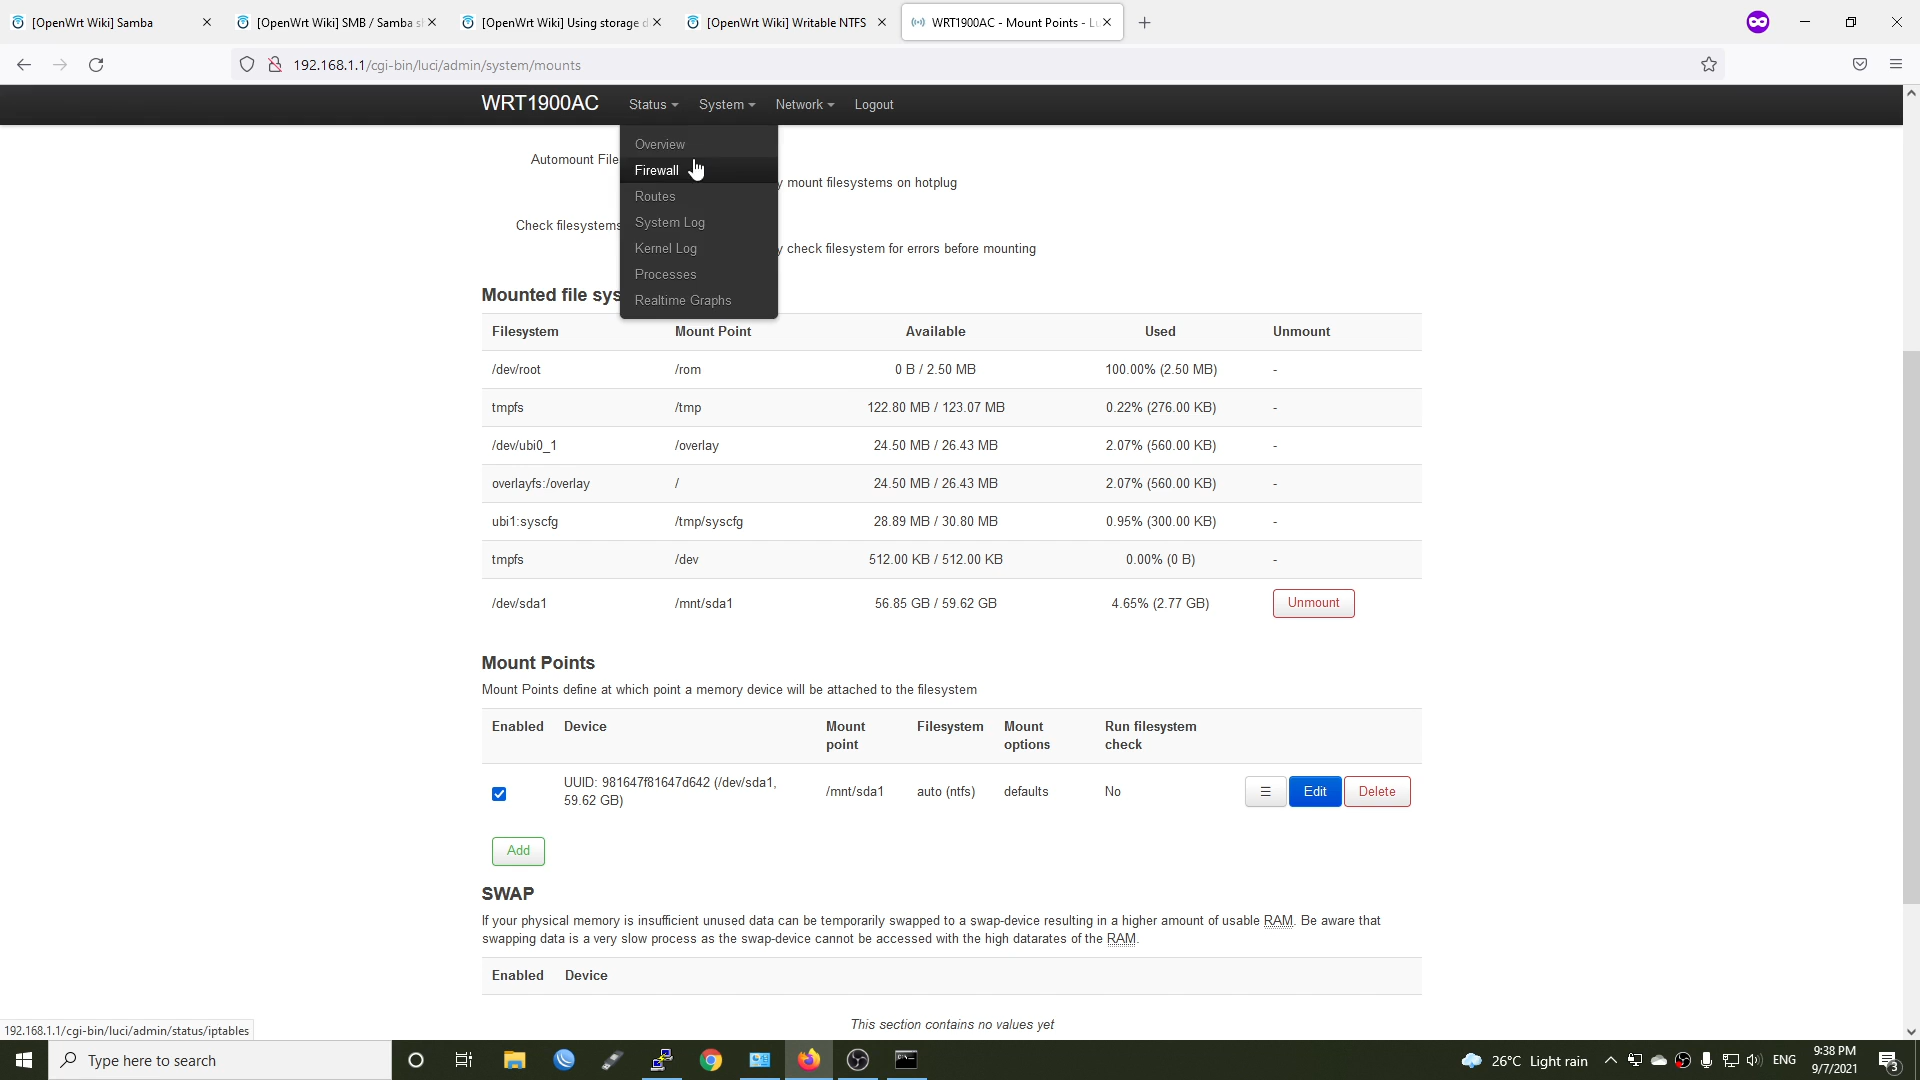 [OpenWrt Wiki] Samba
[OpenWrt Wiki] SMB / Samba s
[OpenWrt Wiki] Using storage d
[OpenWrt Wiki] Writable NTFS
WRT1900AC - Mount Points - L
192.168.1.1/cgi-bin/luci/admin/system/mounts
WRT1900AC
Status
System
Network
Logout
Overview
Firewall
Routes
System Log
Kernel Log
Processes
Realtime Graphs
Automount File
y mount filesystems on hotplug
Check filesystems
y check filesystem for errors before mounting
Mounted file sys
Filesystem Mount Point Available Used Unmount
/dev/root /rom 0 B / 2.50 MB 100.00% (2.50 MB) -
tmpfs /tmp 122.80 MB / 123.07 MB 0.22% (276.00 KB) -
/dev/ubi0_1 /overlay 24.50 MB / 26.43 MB 2.07% (560.00 KB) -
overlayfs:/overlay / 24.50 MB / 26.43 MB 2.07% (560.00 KB) -
ubi1:syscfg /tmp/syscfg 28.89 MB / 30.80 MB 0.95% (300.00 KB) -
tmpfs /dev 512.00 KB / 512.00 KB 0.00% (0 B) -
/dev/sda1 /mnt/sda1 56.85 GB / 59.62 GB 4.65% (2.77 GB) Unmount
Mount Points
Mount Points define at which point a memory device will be attached to the filesystem
Enabled Device Mount point Filesystem Mount options Run filesystem check
UUID: 981647f81647d642 (/dev/sda1, 59.62 GB) /mnt/sda1 auto (ntfs) defaults No ☰ Edit Delete
Add
SWAP
If your physical memory is insufficient unused data can be temporarily swapped to a swap-device resulting in a higher amount of usable RAM. Be aware that
swapping data is a very slow process as the swap-device cannot be accessed with the high datarates of the RAM.
Enabled Device
This section contains no values yet
192.168.1.1/cgi-bin/luci/admin/status/iptables
Type here to search
26°C Light rain
ENG
9:38 PM
9/7/2021
3